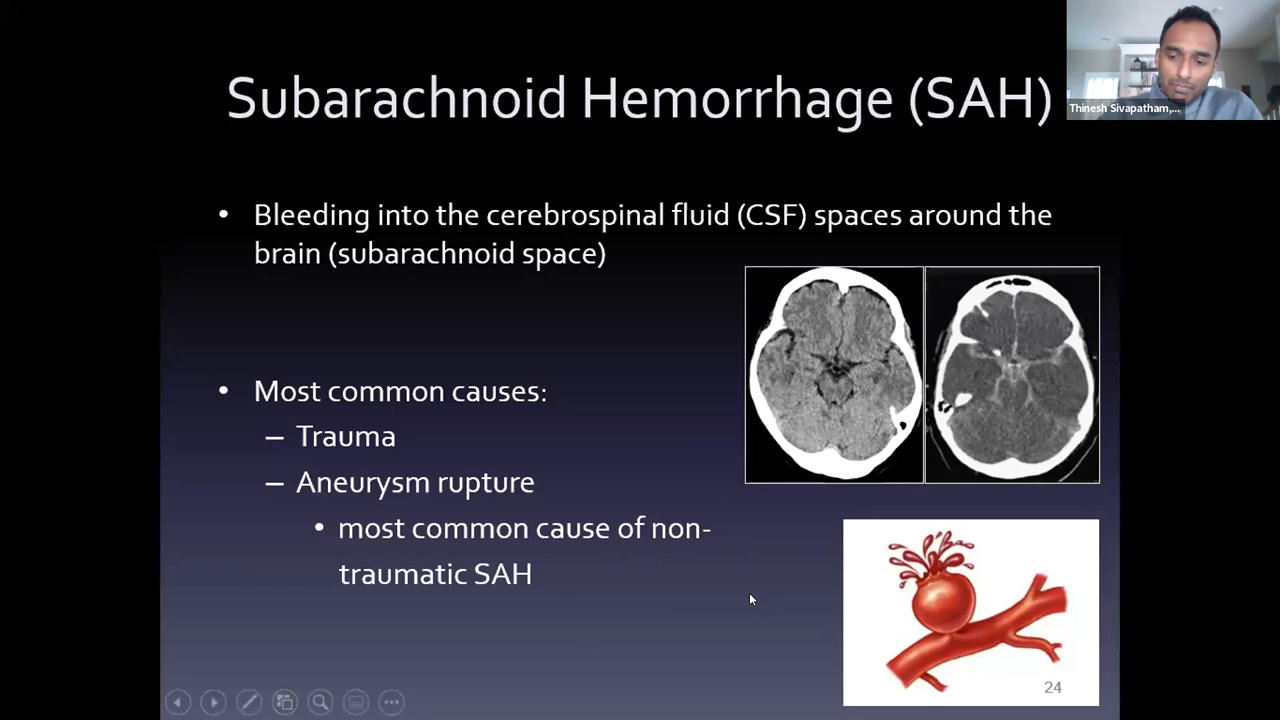 Subarachnoid Hemorrhage (SAH)
Thinesh Sivapatham,...
• Bleeding into the cerebrospinal fluid (CSF) spaces around the
brain (subarachnoid space)
• Most common causes:
– Trauma
– Aneurysm rupture
• most common cause of non-
traumatic SAH
24